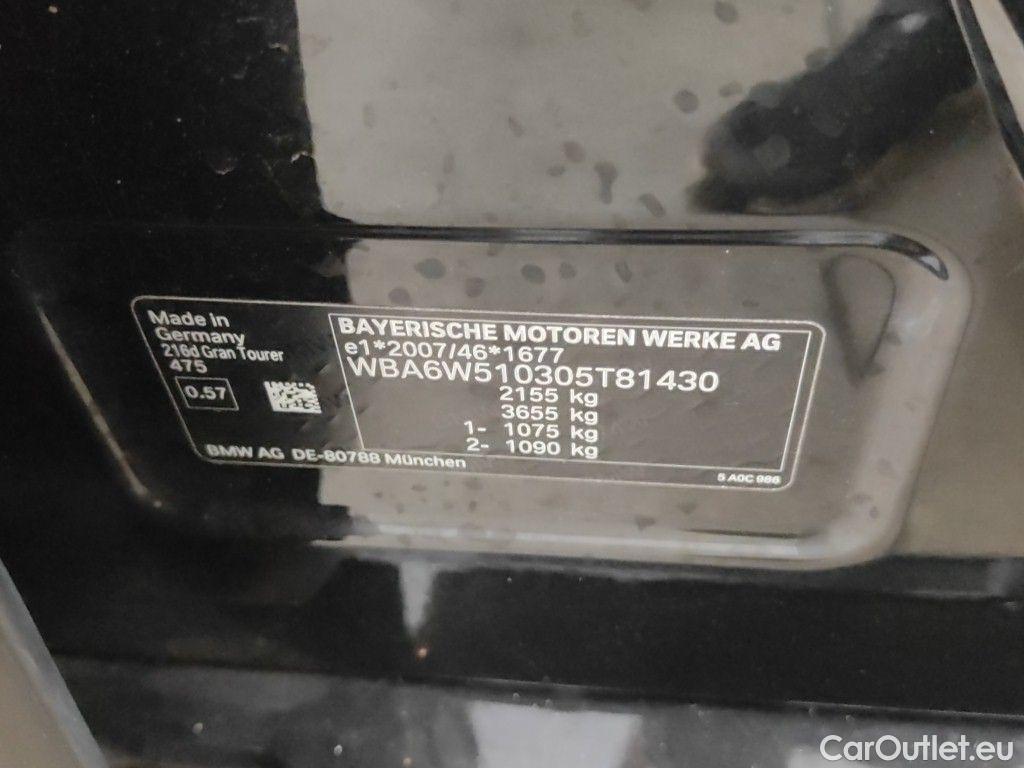 Made in
Germany
216d Gran Tourer
475
0.57
BMW AG DE-80788 München
BAYERISCHE MOTOREN WERKE AG
e1*2007/46*1677
WBA6W510305T81430
2155 kg
3655 kg
1- 1075 kg
2- 1090 kg
5 A0C 986
CarOutlet.eu